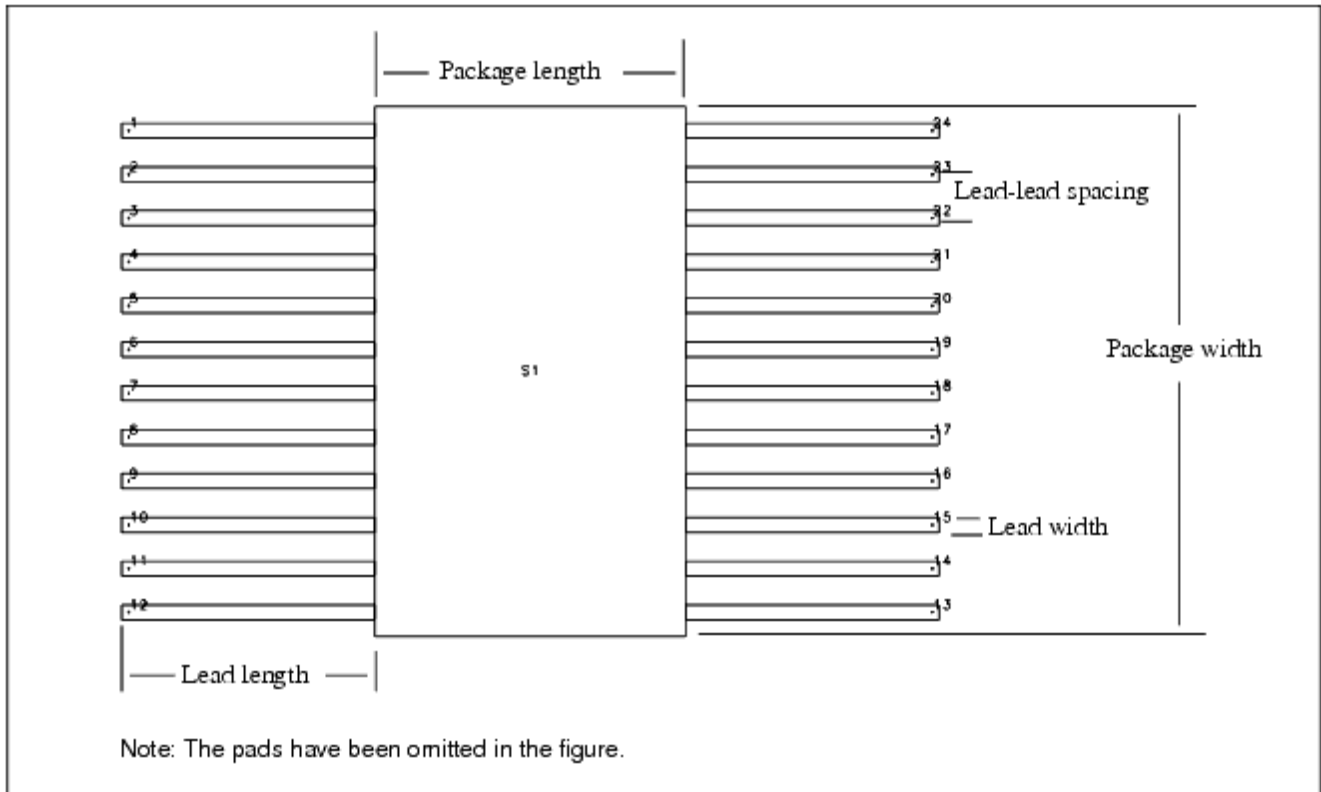 Package length
1 24
2 23
Lead-lead spacing
3 22
4 21
5 20
6 19
Package width
S1
7 18
8 17
9 16
10 15
Lead width
11 14
12 13
Lead length
Note: The pads have been omitted in the figure.